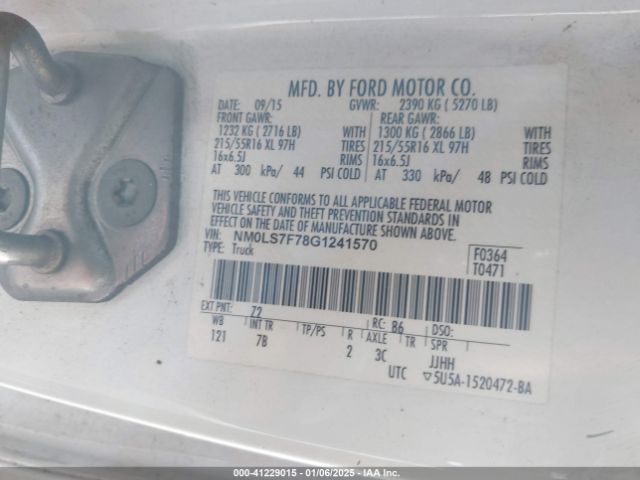 MFD. BY FORD MOTOR CO.
DATE: 09/15 GVWR: 2390 KG ( 5270 LB)
FRONT GAWR: REAR GAWR:
1232 KG ( 2716 LB) WITH 1300 KG ( 2866 LB) WITH
215/55R16 XL 97H TIRES 215/55R16 XL 97H TIRES
16x6.5J RIMS 16x6.5J RIMS
AT 300 kPa/ 44 PSI COLD AT 330 kPa/ 48 PSI COLD
THIS VEHICLE CONFORMS TO ALL APPLICABLE FEDERAL MOTOR
VEHICLE SAFETY AND THEFT PREVENTION STANDARDS IN
EFFECT ON THE DATE OF MANUFACTURE SHOWN ABOVE.
VIN: NM0LS7F78G1241570
TYPE: Truck
F0364
T0471
EXT PNT: Z2 RC: B6 DSO:
WB INT TR TP/PS R AXLE TR SPR
121 7B 2 3C JJHH
UTC ▽5U5A-1520472-BA
000-41229015 | 01/06/2025 | IAA Inc.